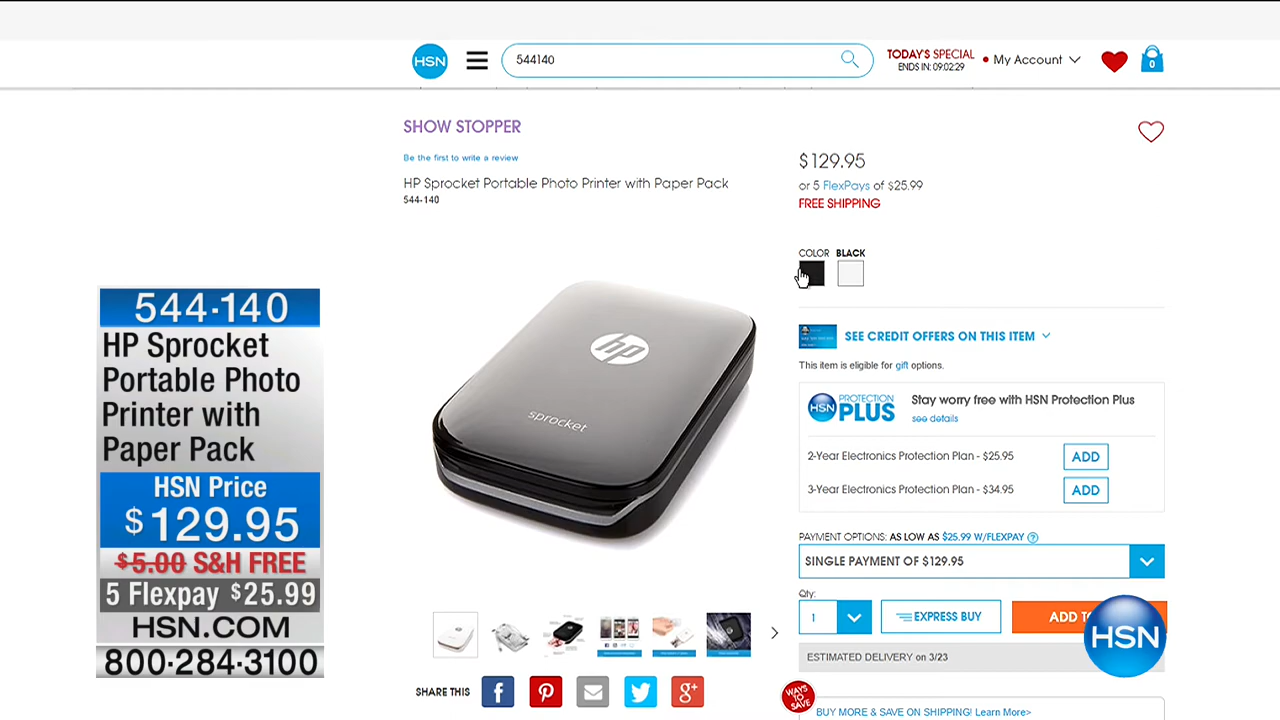 HSN
544140
TODAY'S SPECIAL
ENDS IN: 09:02:29
My Account
0
SHOW STOPPER
Be the first to write a review
HP Sprocket Portable Photo Printer with Paper Pack
544-140
$129.95
or 5 FlexPays of $25.99
FREE SHIPPING
COLOR BLACK
hp
sprocket
SEE CREDIT OFFERS ON THIS ITEM
This item is eligible for gift options.
HSN PROTECTION PLUS
Stay worry free with HSN Protection Plus
see details
2-Year Electronics Protection Plan - $25.95 ADD
3-Year Electronics Protection Plan - $34.95 ADD
PAYMENT OPTIONS: AS LOW AS $25.99 W/FLEXPAY ?
SINGLE PAYMENT OF $129.95
Qty:
1
EXPRESS BUY
ADD
HSN
ESTIMATED DELIVERY on 3/23
SHARE THIS
WAYS TO SAVE
BUY MORE & SAVE ON SHIPPING! Learn More>
544-140
HP Sprocket
Portable Photo
Printer with
Paper Pack
HSN Price
$129.95
$5.00 S&H FREE
5 Flexpay $25.99
HSN.COM
800-284-3100